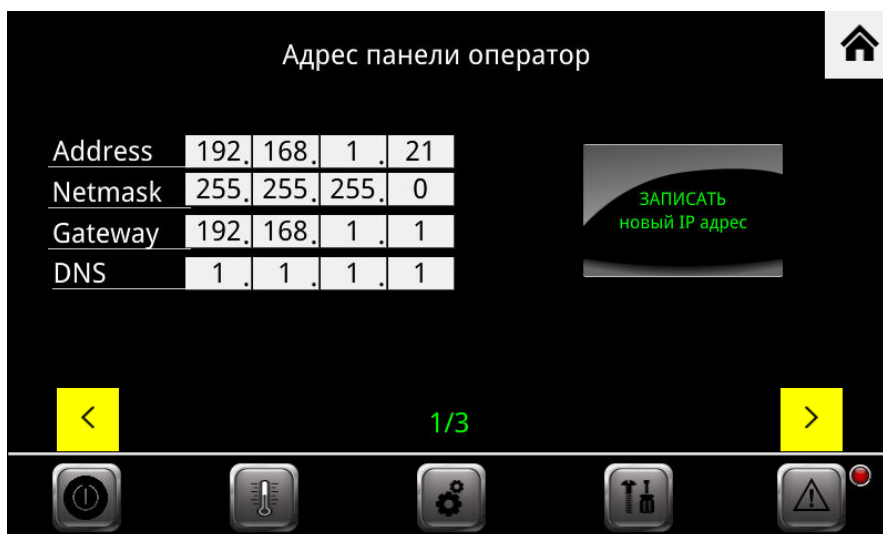 Адрес панели оператор
Address 192. 168. 1 . 21
Netmask 255. 255. 255. 0
Gateway 192. 168. 1 . 1
DNS 1 . 1 . 1 . 1
ЗАПИСАТЬ
новый IP адрес
< 1/3 >